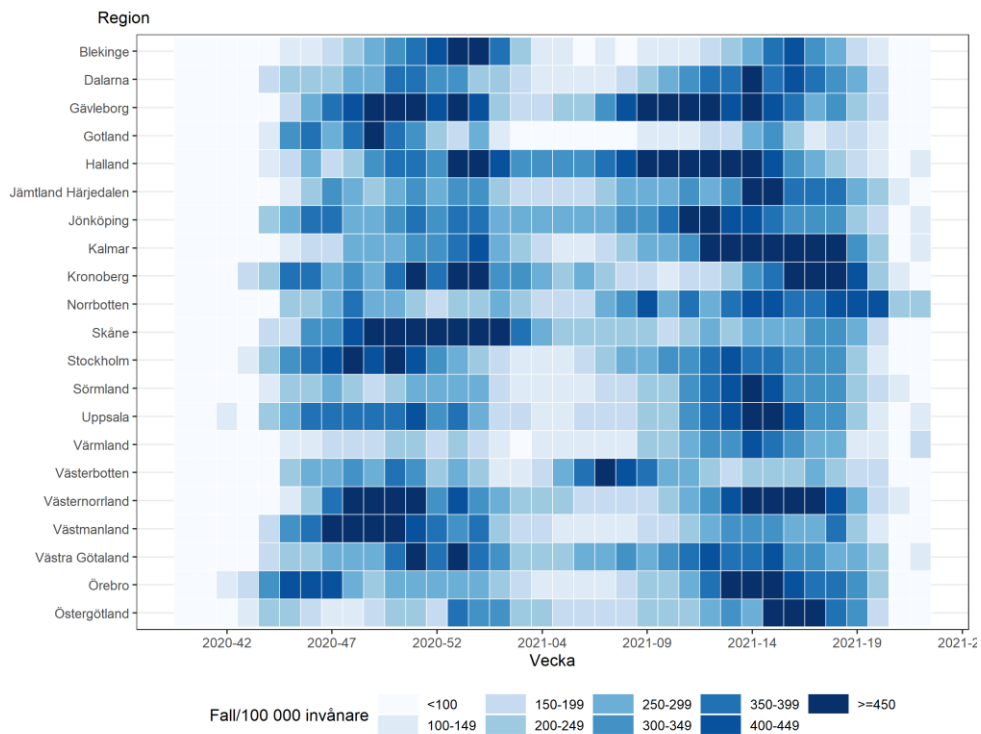 Region
Blekinge
Dalarna
Gävleborg
Gotland
Halland
Jämtland Härjedalen
Jönköping
Kalmar
Kronoberg
Norrbotten
Skåne
Stockholm
Sörmland
Uppsala
Värmland
Västerbotten
Västernorrland
Västmanland
Västra Götaland
Örebro
Östergötland
2020-42 2020-47 2020-52 2021-04 2021-09 2021-14 2021-19 2021-2
Vecka
Fall/100 000 invånare
<100 150-199 250-299 350-399 >=450
100-149 200-249 300-349 400-449